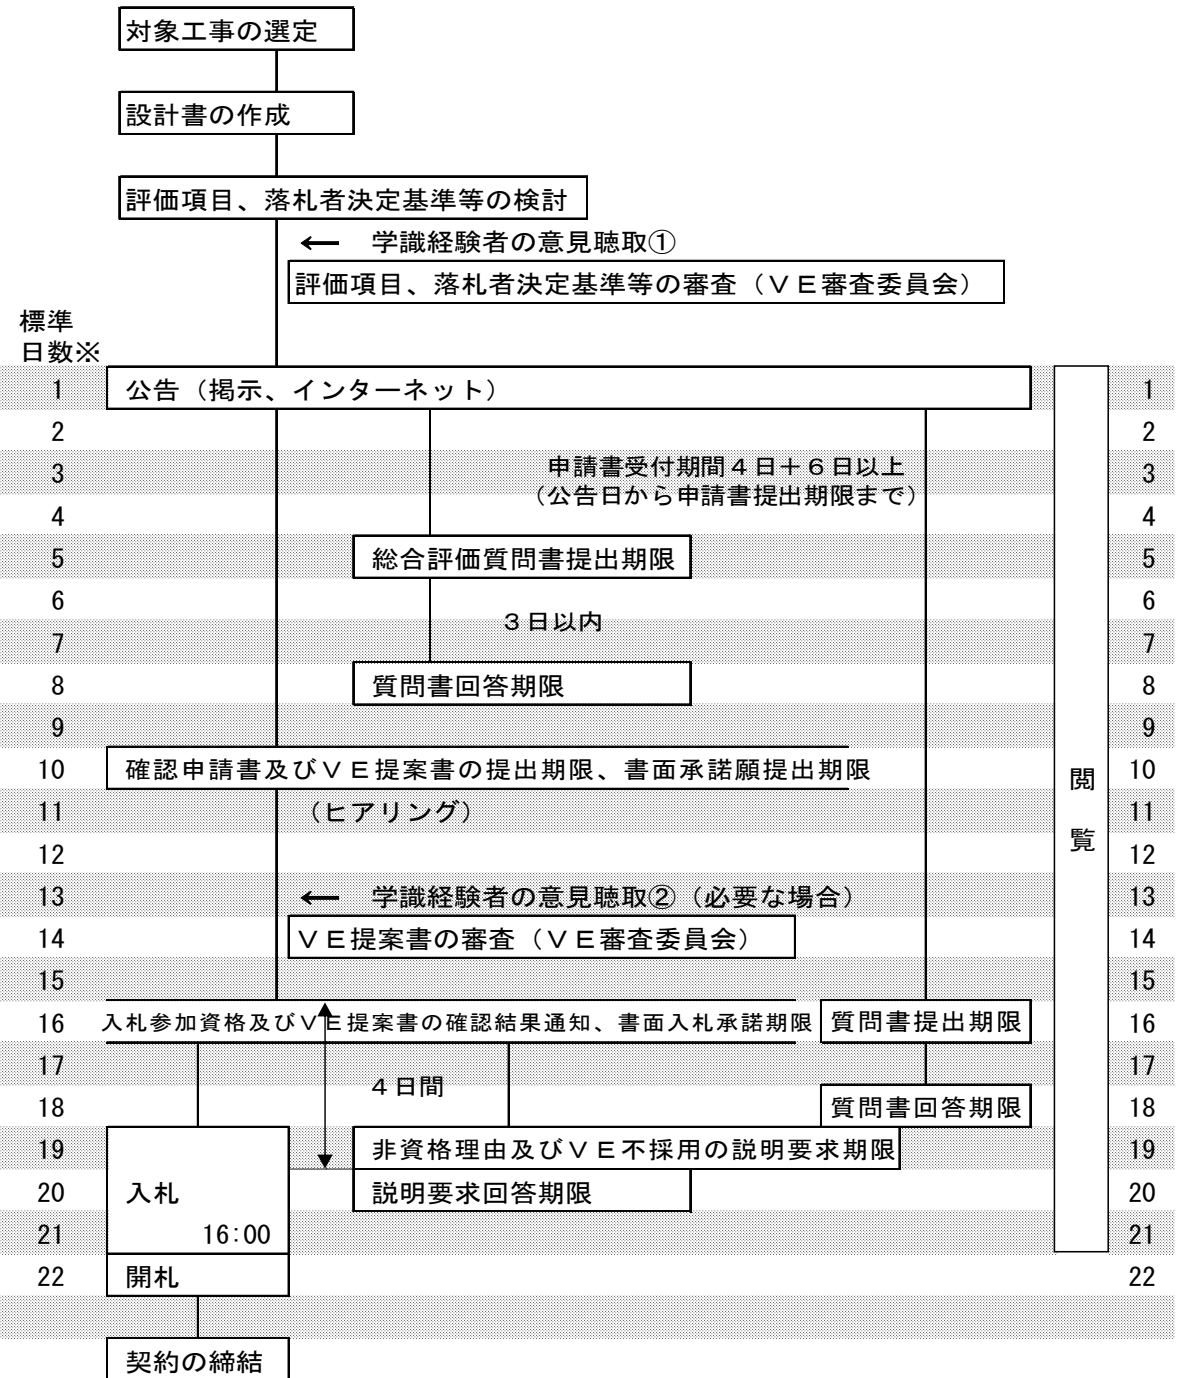 対象工事の選定
設計書の作成
評価項目、落札者決定基準等の検討
← 学識経験者の意見聴取①
評価項目、落札者決定基準等の審査（ＶＥ審査委員会）
標準
日数※
1 公告（掲示、インターネット） 1
2 2
3 申請書受付期間４日＋６日以上 3
（公告日から申請書提出期限まで）
4 4
5 総合評価質問書提出期限 5
6 6
３日以内
7 7
8 質問書回答期限 8
9 9
10 確認申請書及びＶＥ提案書の提出期限、書面承諾願提出期限 10
閲覧
11 （ヒアリング） 11
12 12
13 ← 学識経験者の意見聴取②（必要な場合） 13
14 ＶＥ提案書の審査（ＶＥ審査委員会） 14
15 15
16 入札参加資格及びＶＥ提案書の確認結果通知、書面入札承諾期限 質問書提出期限 16
17 17
４日間
18 質問書回答期限 18
19 非資格理由及びＶＥ不採用の説明要求期限 19
20 入札 説明要求回答期限 20
21 16:00 21
22 開札 22
契約の締結